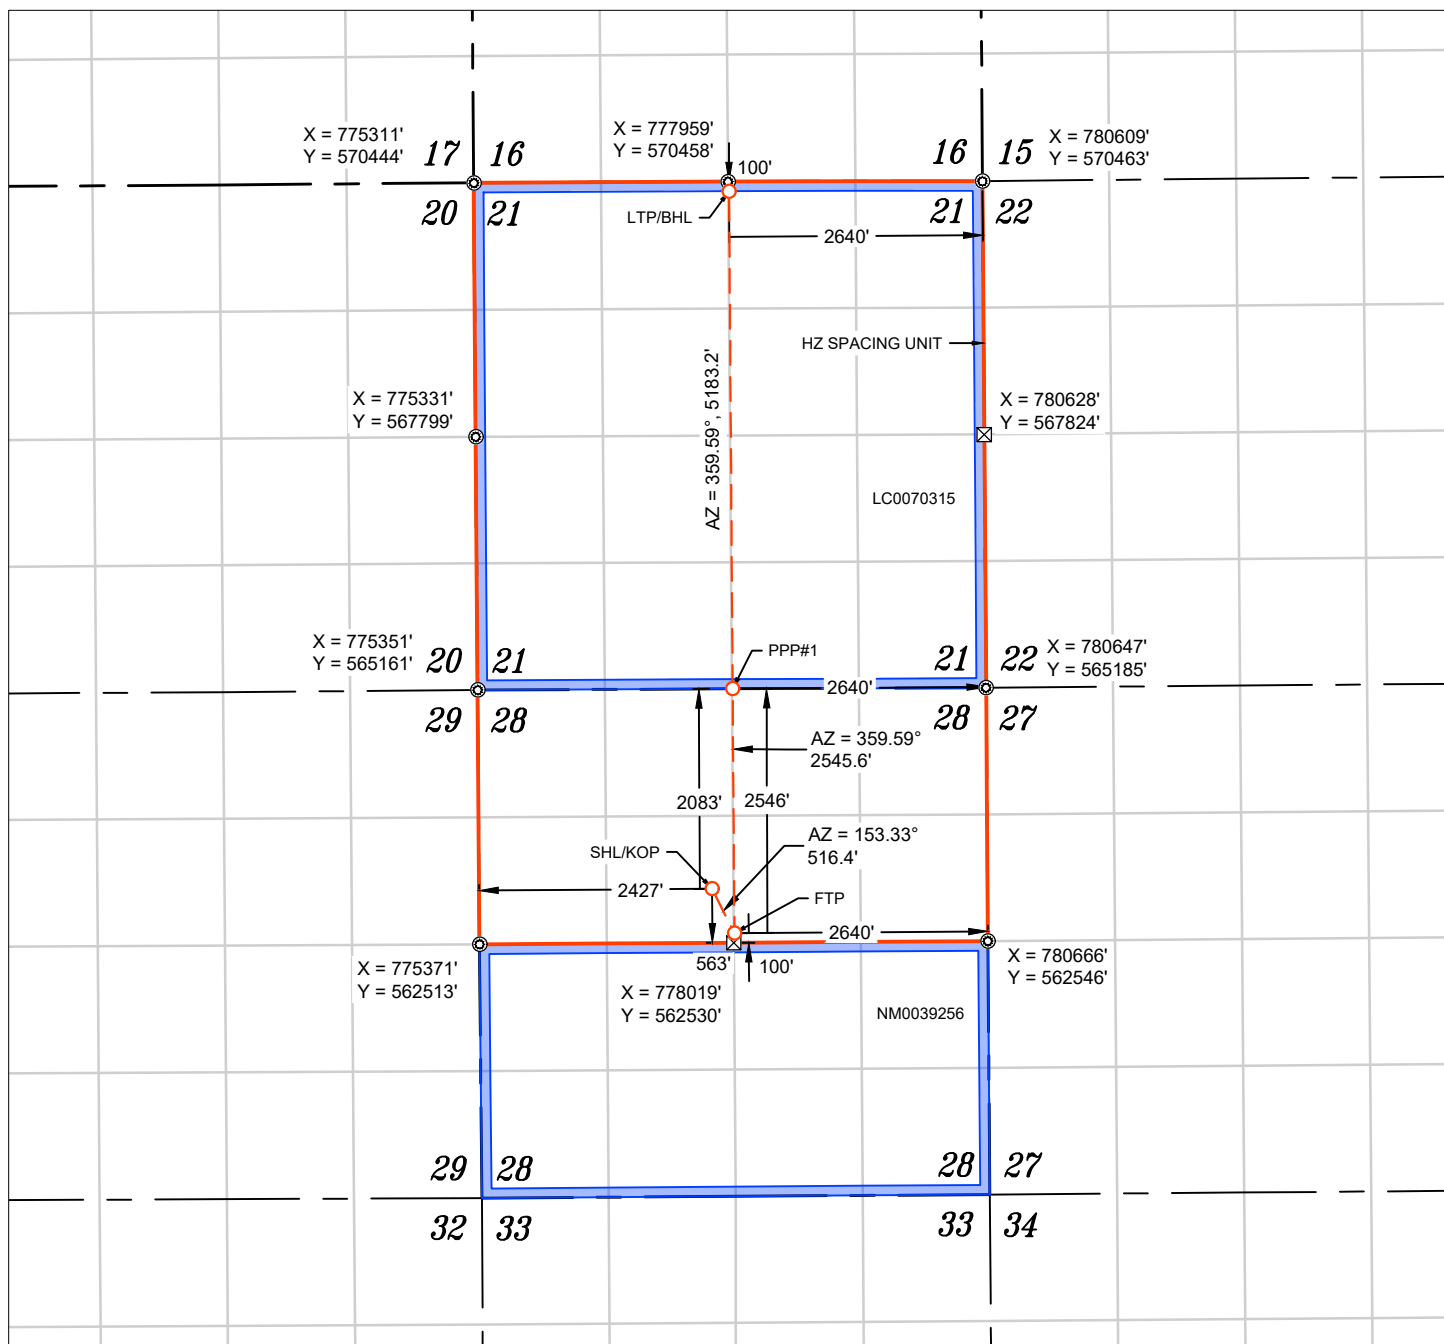 X = 775311'
Y = 570444'
X = 777959'
Y = 570458'
X = 780609'
Y = 570463'
17 16
16 15
100'
20 21
21 22
LTP/BHL
2640'
HZ SPACING UNIT
AZ = 359.59°, 5183.2'
X = 775331'
Y = 567799'
X = 780628'
Y = 567824'
LC0070315
X = 775351'
Y = 565161'
20 21
PPP#1
21 22
X = 780647'
Y = 565185'
2640'
29 28
28 27
AZ = 359.59°
2545.6'
2083'
2546'
AZ = 153.33°
516.4'
SHL/KOP
2427'
FTP
2640'
563'
100'
X = 775371'
Y = 562513'
X = 778019'
Y = 562530'
X = 780666'
Y = 562546'
NM0039256
29 28
28 27
32 33
33 34